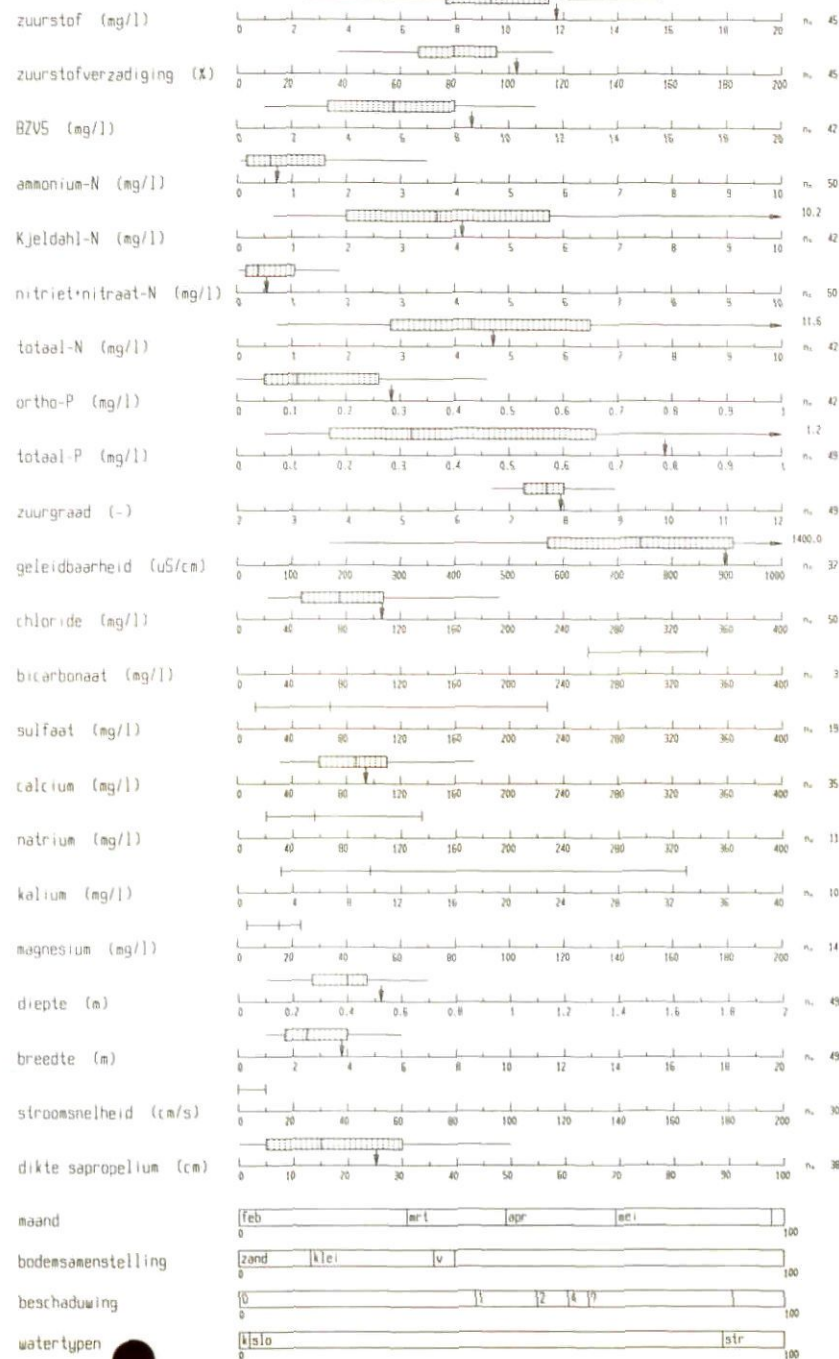 zuurstof (mg/l) 0 2 4 6 8 10 12 14 16 18 20 n= 45
zuurstofverzadiging (%) 0 20 40 60 80 100 120 140 160 180 200 n= 45
BZV5 (mg/l) 0 2 4 6 8 10 12 14 16 18 20 n= 42
ammonium-N (mg/l) 0 1 2 3 4 5 6 7 8 9 10 n= 50
10.2
Kjeldahl-N (mg/l) 0 1 2 3 4 5 6 7 8 9 10 n= 42
nitriet+nitraat-N (mg/l) 0 1 2 3 4 5 6 7 8 9 10 n= 50
11.6
totaal-N (mg/l) 0 1 2 3 4 5 6 7 8 9 10 n= 42
ortho-P (mg/l) 0 0.1 0.2 0.3 0.4 0.5 0.6 0.7 0.8 0.9 1 n= 42
1.2
totaal-P (mg/l) 0 0.1 0.2 0.3 0.4 0.5 0.6 0.7 0.8 0.9 1 n= 49
zuurgraad (-) 2 3 4 5 6 7 8 9 10 11 12 n= 49
1400.0
geleidbaarheid (uS/cm) 0 100 200 300 400 500 600 700 800 900 1000 n= 32
chloride (mg/l) 0 40 80 120 160 200 240 280 320 360 400 n= 50
bicarbonaat (mg/l) 0 40 80 120 160 200 240 280 320 360 400 n= 3
sulfaat (mg/l) 0 40 80 120 160 200 240 280 320 360 400 n= 19
calcium (mg/l) 0 40 80 120 160 200 240 280 320 360 400 n= 35
natrium (mg/l) 0 40 80 120 160 200 240 280 320 360 400 n= 11
kalium (mg/l) 0 4 8 12 16 20 24 28 32 36 40 n= 10
magnesium (mg/l) 0 20 40 60 80 100 120 140 160 180 200 n= 14
diepte (m) 0 0.2 0.4 0.6 0.8 1 1.2 1.4 1.6 1.8 2 n= 49
breedte (m) 0 2 4 6 8 10 12 14 16 18 20 n= 49
stroomsnelheid (cm/s) 0 20 40 60 80 100 120 140 160 180 200 n= 30
dikte sapropelium (cm) 0 10 20 30 40 50 60 70 80 90 100 n= 38
maand feb mrt apr mei
0 100
bodemsamenstelling zand klei v
0 100
beschaduwing 0 1 2 4 ?
0 100
watertypen k slo str
0 100